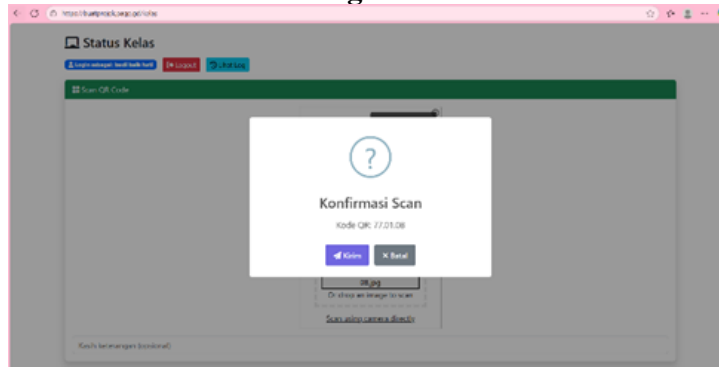 Status Kelas
Logout
Lihat Log
Scan QR Code
Konfirmasi Scan
Kode QR: 77.01.08
Kirim
Batal
38.jpg
Or drop an image to scan
Scan using camera directly
(opsional)